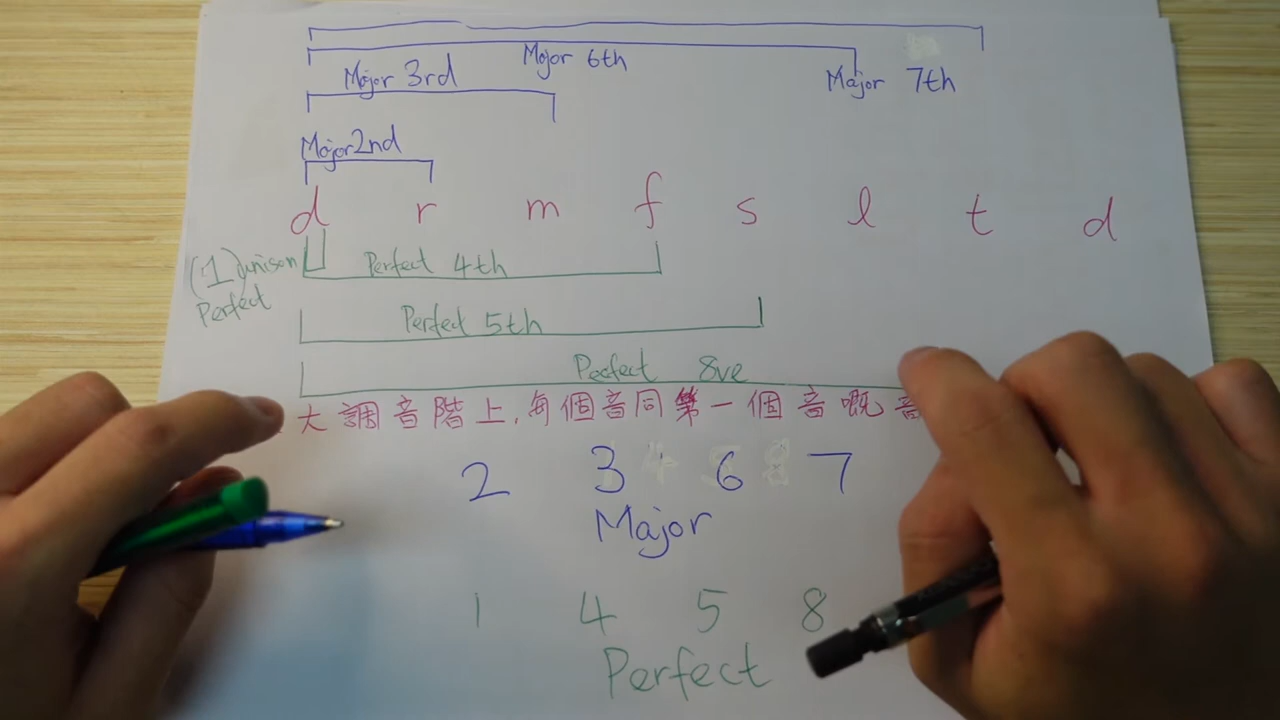 Major 6th
Major 3rd
Major 7th
Major2nd
d r m f s l t d
(1) unison
Perfect
Perfect 4th
Perfect 5th
Perfect 8ve
大調音階上,每個音同第一個音嘅音
2 3 6 7
Major
1 4 5 8
Perfect